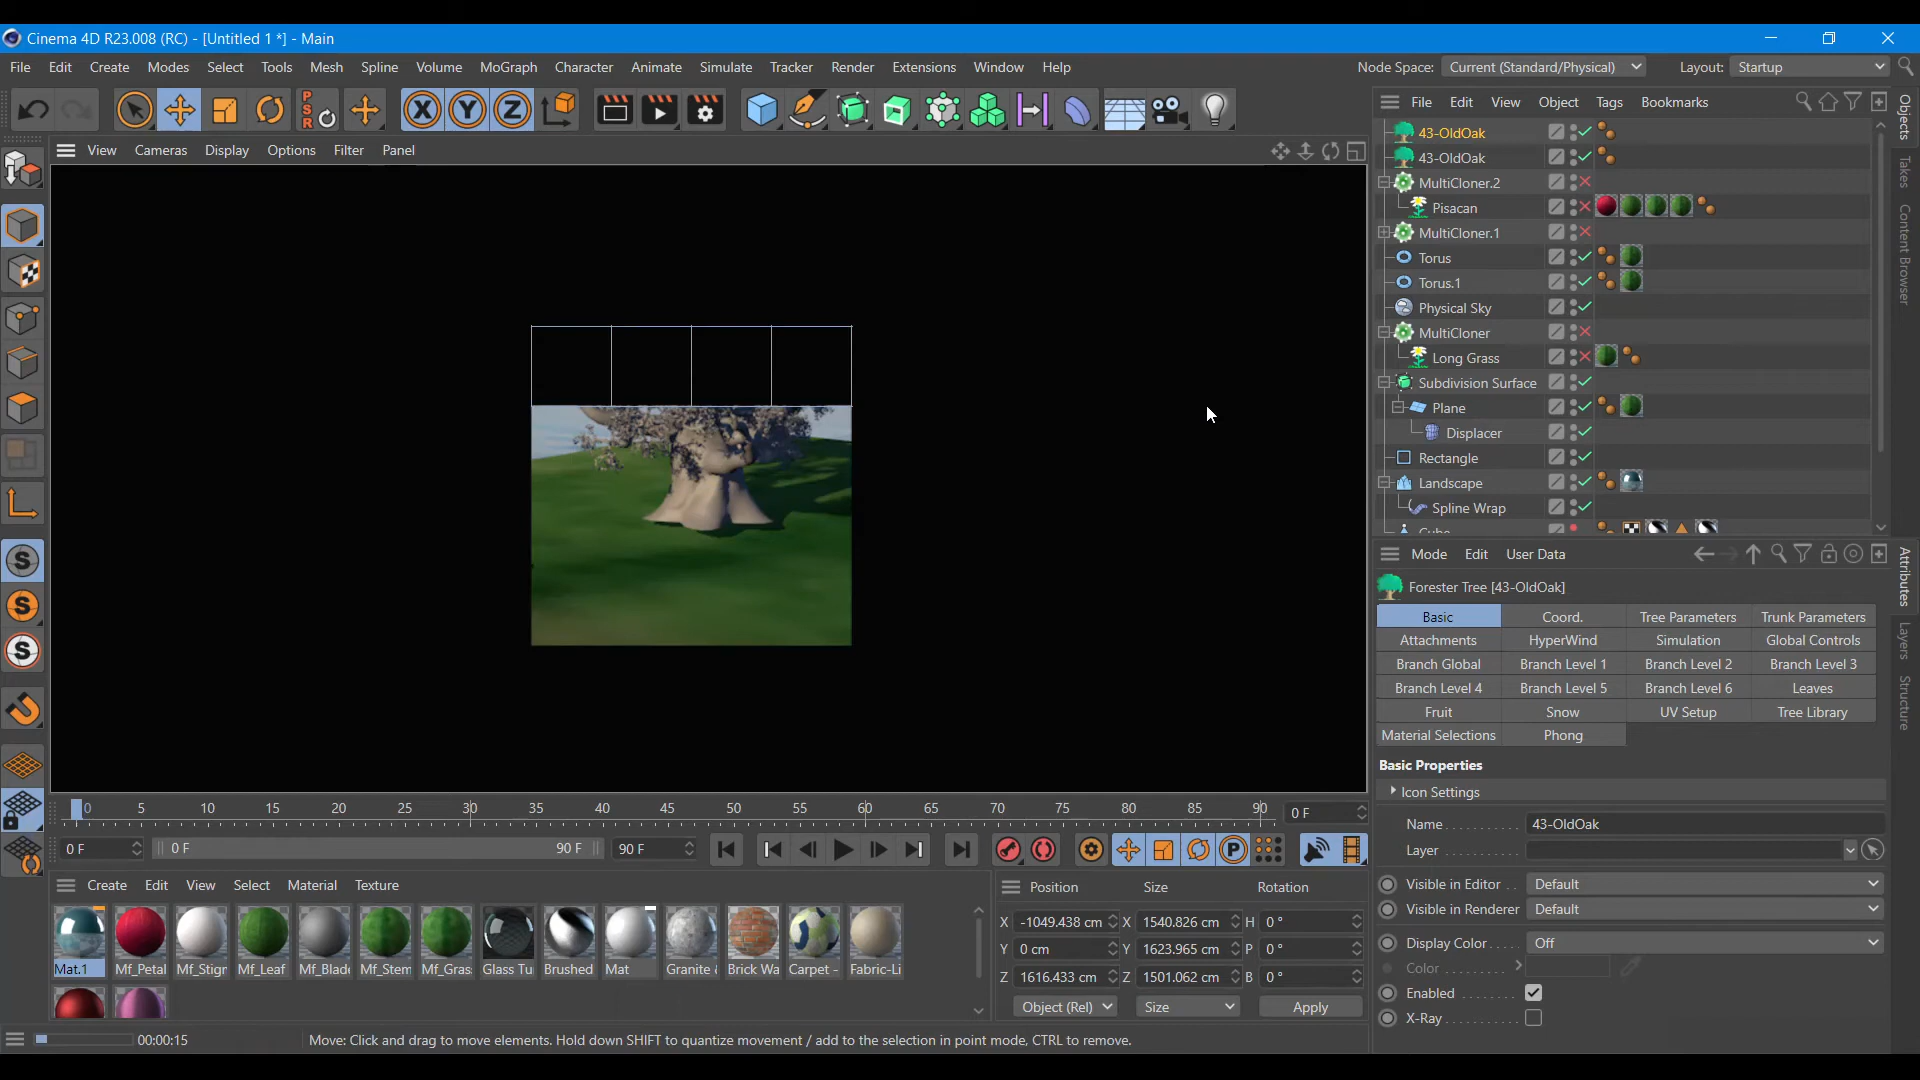 Cinema 4D R23.008 (RC) - [Untitled 1 *] - Main
File Edit Create Modes Select Tools Mesh Spline Volume MoGraph Character Animate Simulate Tracker Render Extensions Window Help
Node Space: Current (Standard/Physical) Layout: Startup
X Y Z
PSR
View Cameras Display Options Filter Panel
File Edit View Object Tags Bookmarks
43-OldOak
43-OldOak
MultiCloner.2
Pisacan
MultiCloner.1
Torus
Torus.1
Physical Sky
MultiCloner
Long Grass
Subdivision Surface
Plane
Displacer
Rectangle
Landscape
Spline Wrap
Cube
Objects
Takes
Content Browser
Mode Edit User Data
Forester Tree [43-OldOak]
Basic Coord. Tree Parameters Trunk Parameters
Attachments HyperWind Simulation Global Controls
Branch Global Branch Level 1 Branch Level 2 Branch Level 3
Branch Level 4 Branch Level 5 Branch Level 6 Leaves
Fruit Snow UV Setup Tree Library
Material Selections Phong
Basic Properties
Icon Settings
Name 43-OldOak
Layer
Visible in Editor Default
Visible in Renderer Default
Display Color Off
Color
Enabled
X-Ray
Attributes
Layers
Structure
S
S
S
0 5 10 15 20 25 30 35 40 45 50 55 60 65 70 75 80 85 90 0 F
0 F 0 F 90 F 90 F
P
Create Edit View Select Material Texture
Mat.1 Mf_Petal Mf_Stigr Mf_Leaf Mf_Blade Mf_Stem Mf_Gras Glass Tu Brushed Mat Granite Brick Wa Carpet - Fabric-Li
Position Size Rotation
X -1049.438 cm X 1540.826 cm H 0 °
Y 0 cm Y 1623.965 cm P 0 °
Z 1616.433 cm Z 1501.062 cm B 0 °
Object (Rel) Size Apply
00:00:15 Move: Click and drag to move elements. Hold down SHIFT to quantize movement / add to the selection in point mode, CTRL to remove.